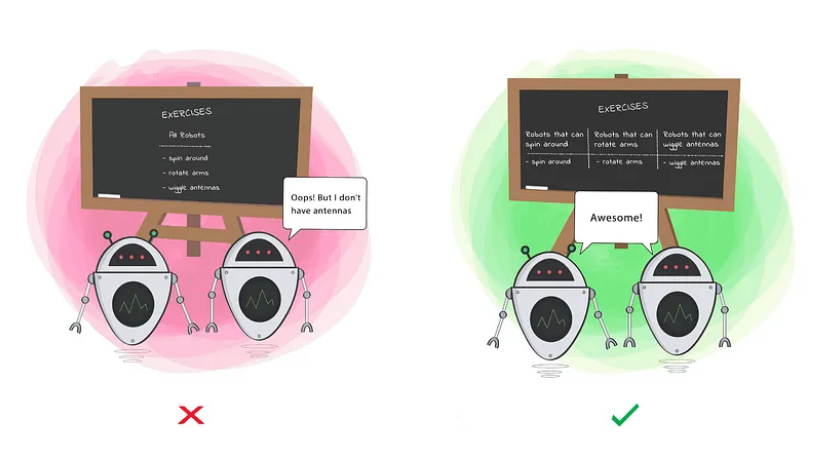 EXERCISES
All Robots
- spin around
- rotate arms
- wiggle antennas
Oops! But I don't
have antennas
EXERCISES
Robots that can
spin around
- spin around
Robots that can
rotate arms
- rotate arms
Robots that can
wiggle antennas
- wiggle antennas
Awesome!